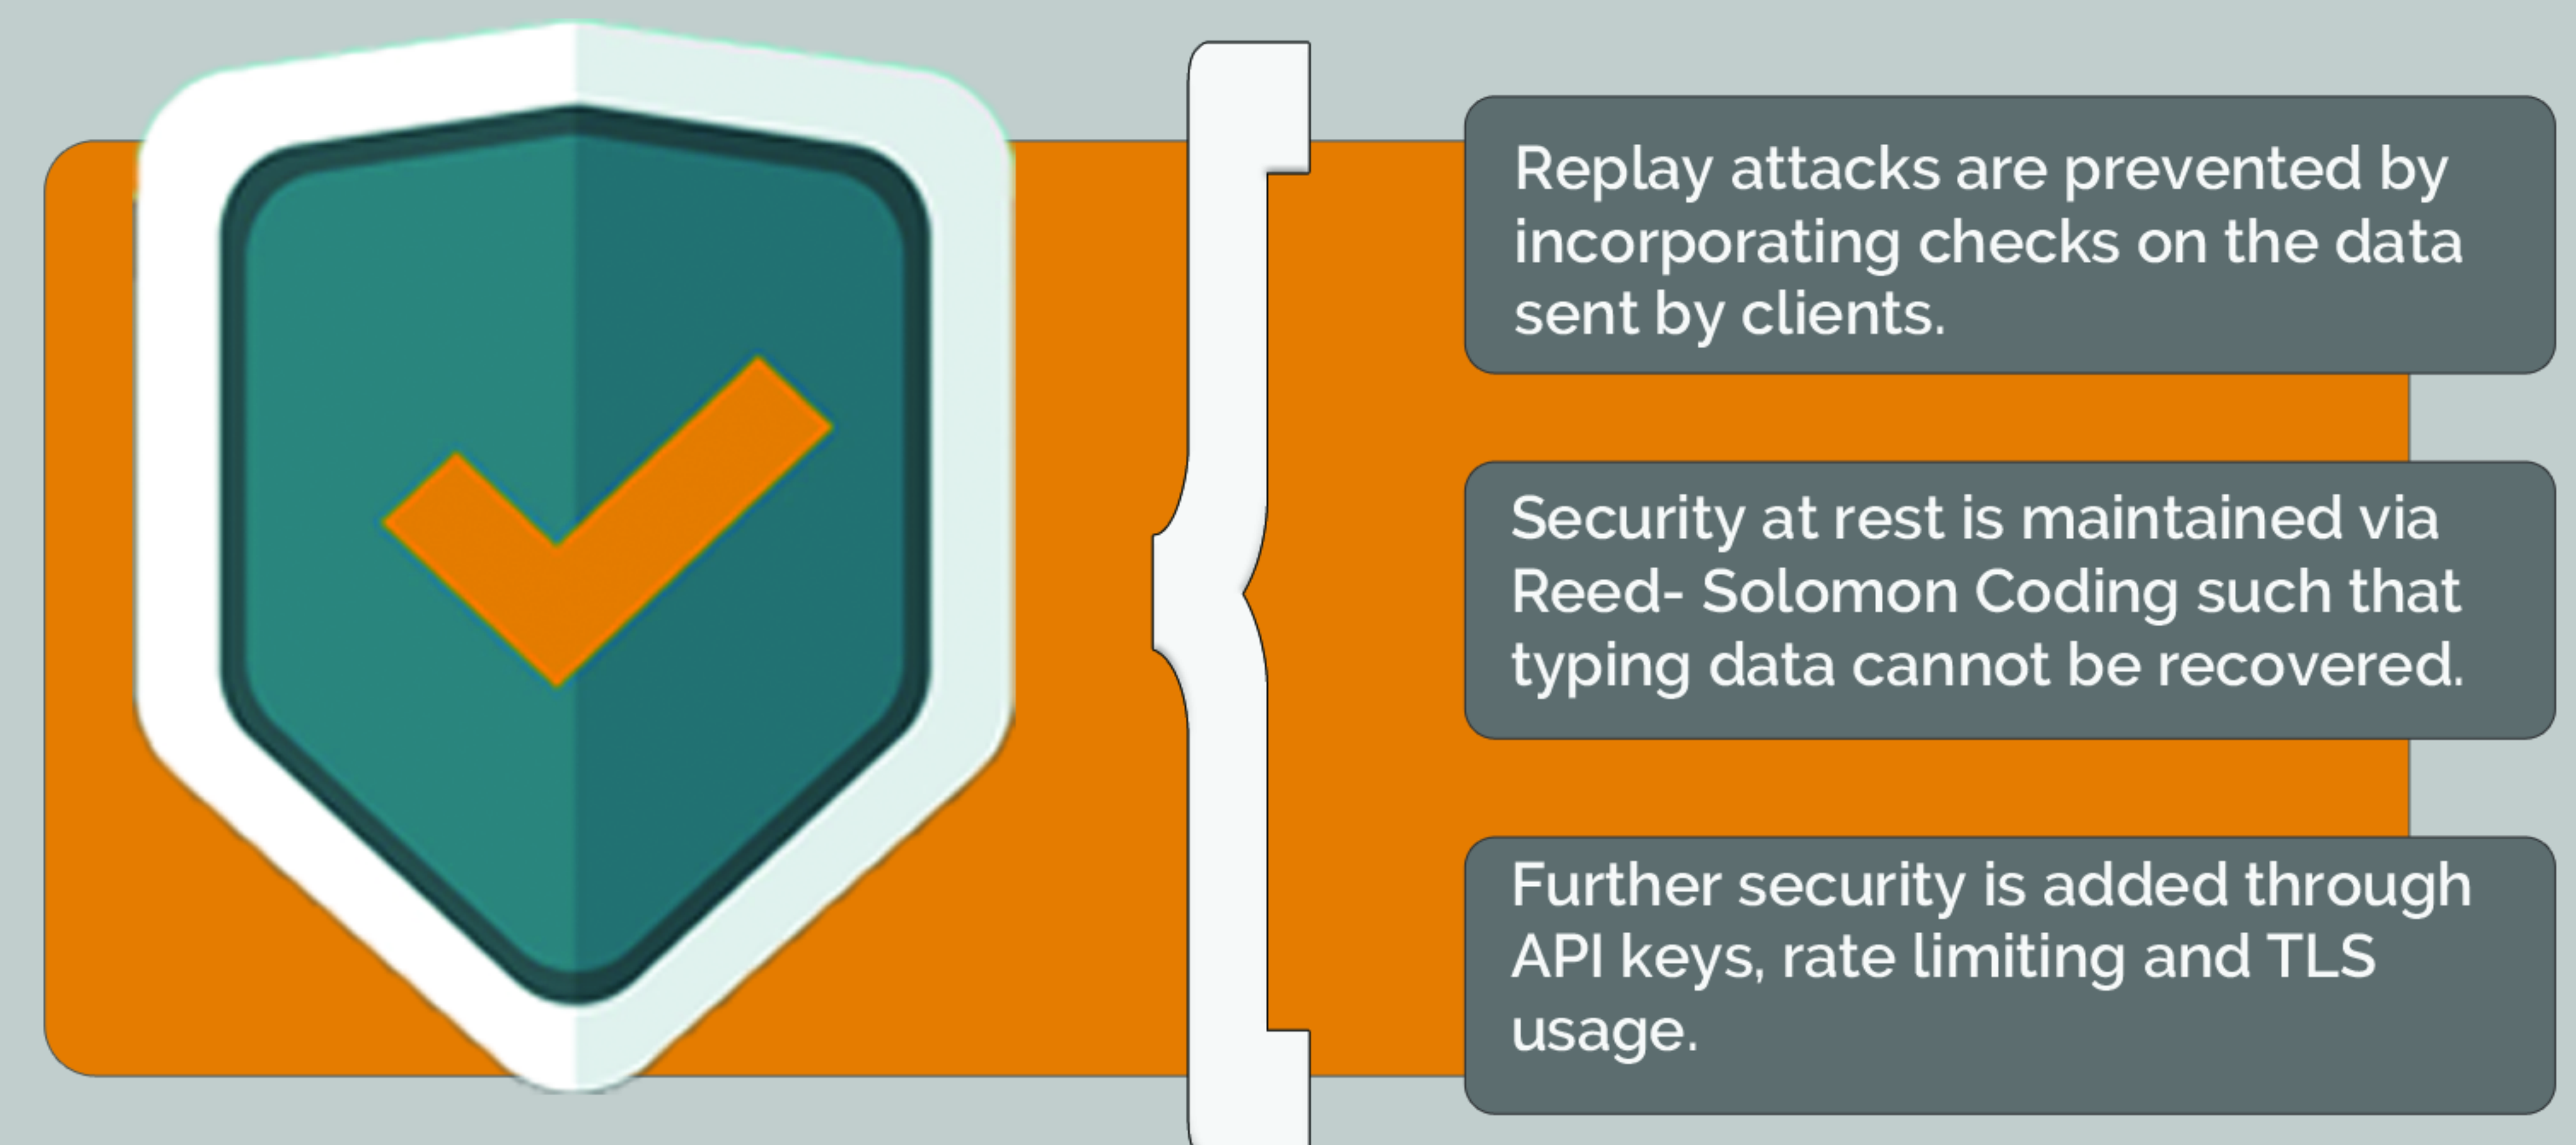 Replay attacks are prevented by
incorporating checks on the data
sent by clients.
Security at rest is maintained via
Reed- Solomon Coding such that
typing data cannot be recovered.
Further security is added through
API keys, rate limiting and TLS
usage.